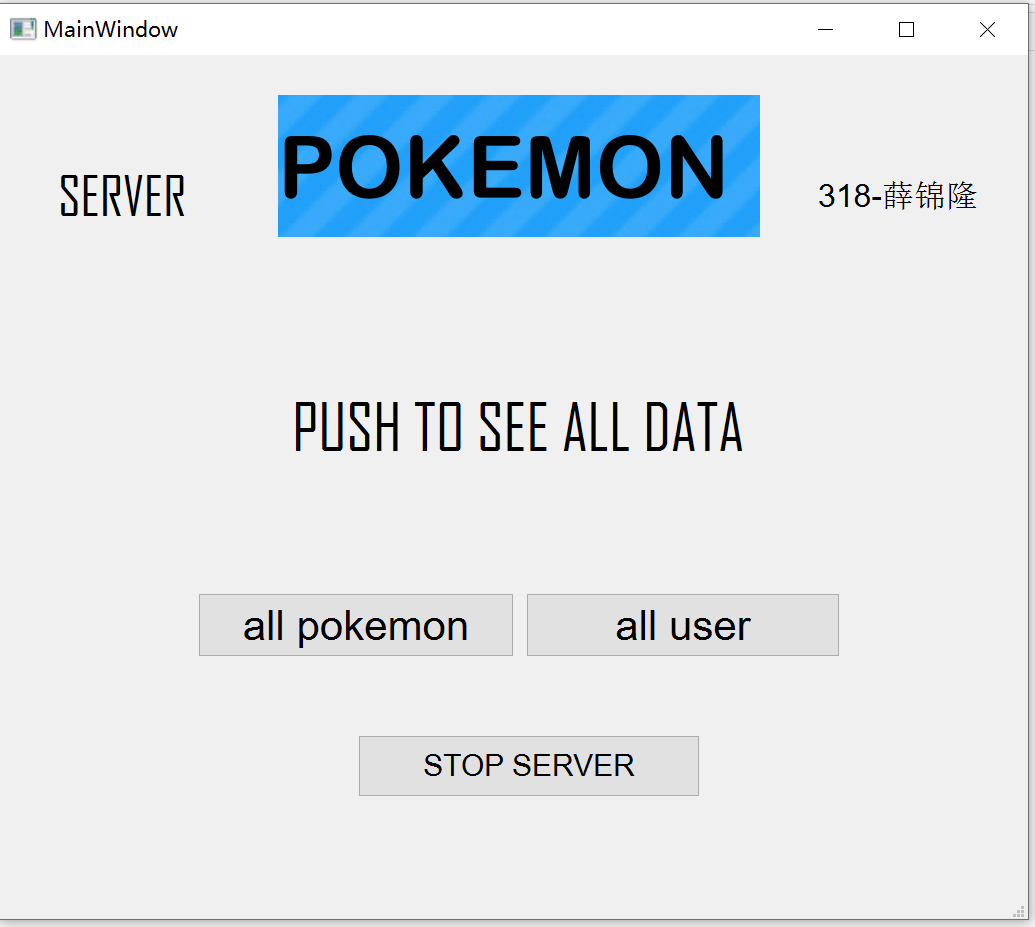 MainWindow
POKEMON
SERVER
318-薛锦隆
PUSH TO SEE ALL DATA
all pokemon
all user
STOP SERVER